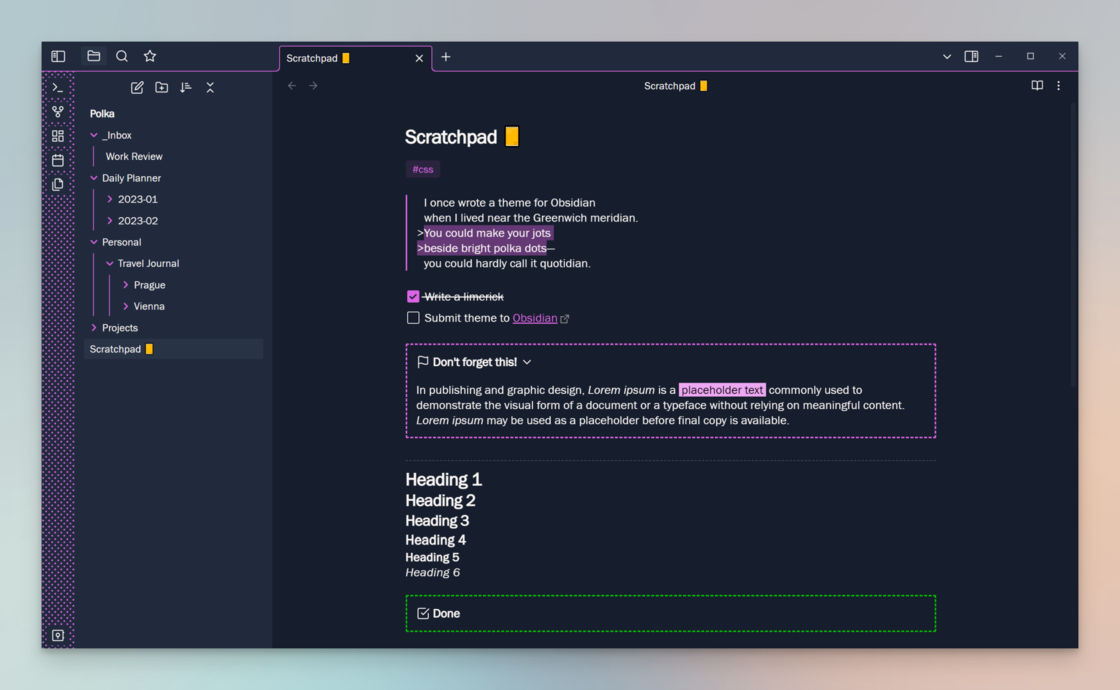 Scratchpad
Scratchpad
Polka
_Inbox
Work Review
Daily Planner
2023-01
2023-02
Personal
Travel Journal
Prague
Vienna
Projects
Scratchpad
Scratchpad
#css
I once wrote a theme for Obsidian
when I lived near the Greenwich meridian.
>You could make your jots
>beside bright polka dots—
you could hardly call it quotidian.
Write a limerick
Submit theme to Obsidian
Don't forget this!
In publishing and graphic design, Lorem ipsum is a placeholder text commonly used to
demonstrate the visual form of a document or a typeface without relying on meaningful content.
Lorem ipsum may be used as a placeholder before final copy is available.
Heading 1
Heading 2
Heading 3
Heading 4
Heading 5
Heading 6
Done